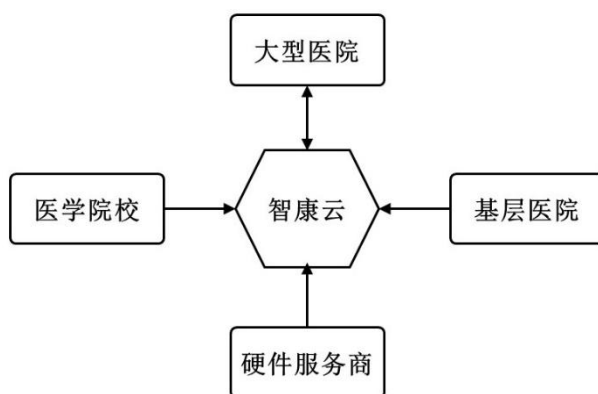 大型医院
医学院校
智康云
基层医院
硬件服务商